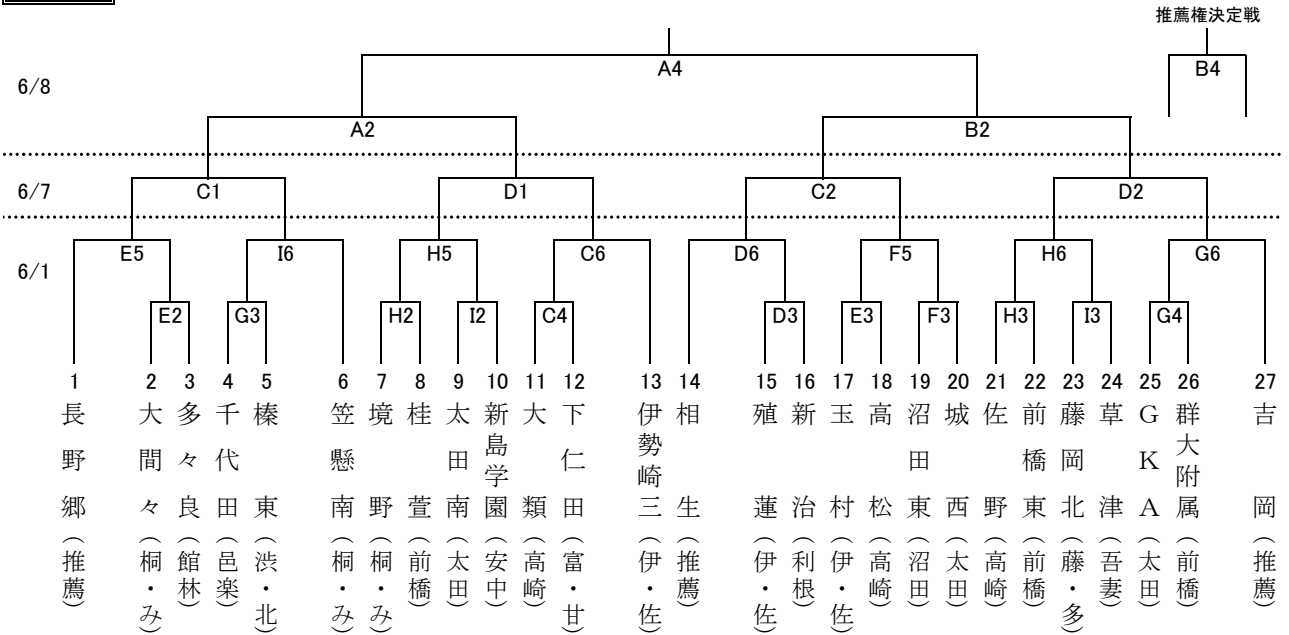 推薦権決定戦
A4
B4
6/8
A2
B2
6/7
C1
D1
C2
D2
6/1
E5
I6
H5
C6
D6
F5
H6
G6
E2
G3
H2
I2
C4
D3
E3
F3
H3
I3
G4
1
2
3
4
5
6
7
8
9
10
11
12
13
14
15
16
17
18
19
20
21
22
23
24
25
26
27
長野郷(推薦)
大間々(桐・み)
多々良(館林)
千代田(邑楽)
榛東(渋・北)
笠懸南(桐・み)
境野(桐・み)
桂萱(前橋)
太田南(太田)
新島学園(安中)
大類(高崎)
下仁田(富・甘)
伊勢崎三(伊・佐)
相生(推薦)
殖蓮(伊・佐)
新治(利根)
玉村(伊・佐)
高松(高崎)
沼田東(沼田)
城西(太田)
佐野(高崎)
前橋東(前橋)
藤岡北(藤・多)
草津(吾妻)
GKA(太田)
群大附属(前橋)
吉岡(推薦)